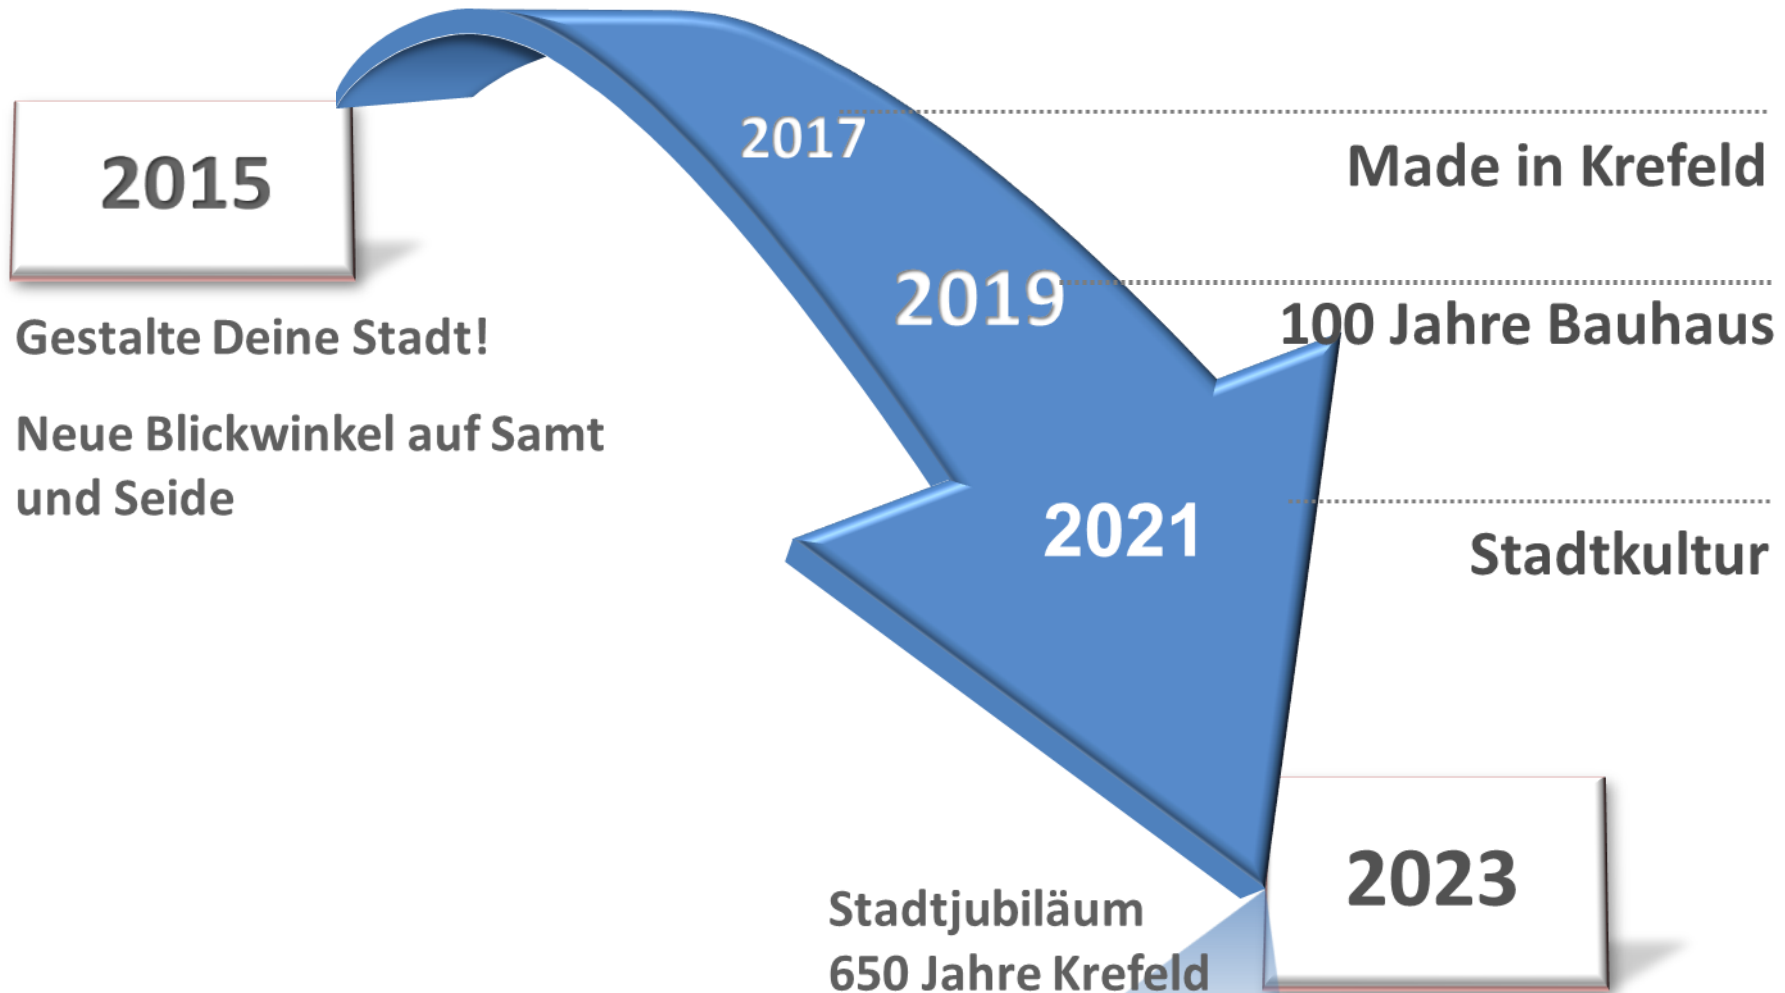 2015
Gestalte Deine Stadt!
Neue Blickwinkel auf Samt
und Seide
2017
Made in Krefeld
2019
100 Jahre Bauhaus
2021
Stadtkultur
2023
Stadtjubiläum
650 Jahre Krefeld